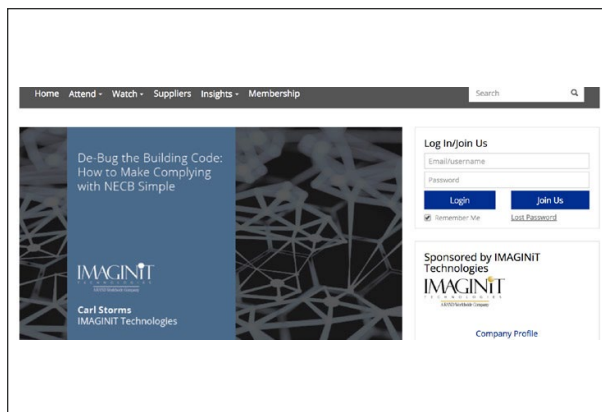 Home Attend Watch Suppliers Insights Membership
Search
De-Bug the Building Code:
How to Make Complying
with NECB Simple
IMAGINiT
TECHNOLOGIES
Carl Storms
IMAGINiT Technologies
Log In/Join Us
Email/username
Password
Login Join Us
Remember Me Lost Password
Sponsored by IMAGINiT
Technologies
IMAGINiT
TECHNOLOGIES
Company Profile